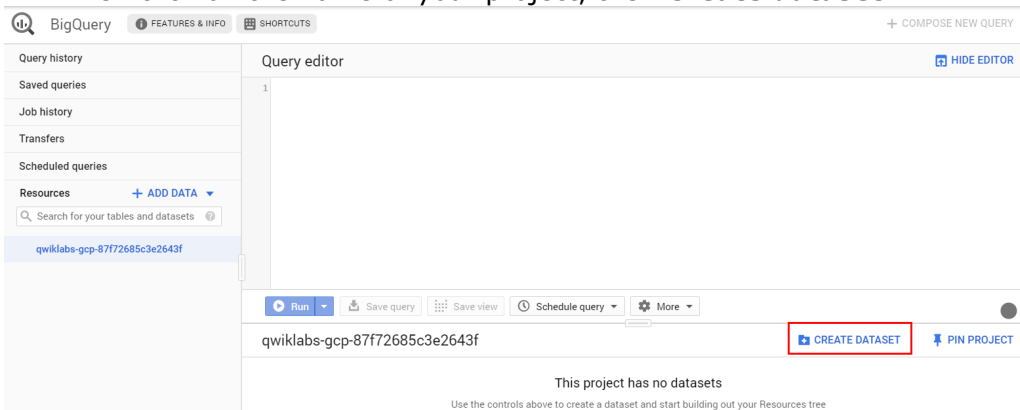 BigQuery FEATURES & INFO SHORTCUTS + COMPOSE NEW QUERY
Query history
Saved queries
Job history
Transfers
Scheduled queries
Resources + ADD DATA
Search for your tables and datasets
qwiklabs-gcp-87f72685c3e2643f
Query editor HIDE EDITOR
1
Run Save query Save view Schedule query More
qwiklabs-gcp-87f72685c3e2643f CREATE DATASET PIN PROJECT
This project has no datasets
Use the controls above to create a dataset and start building out your Resources tree